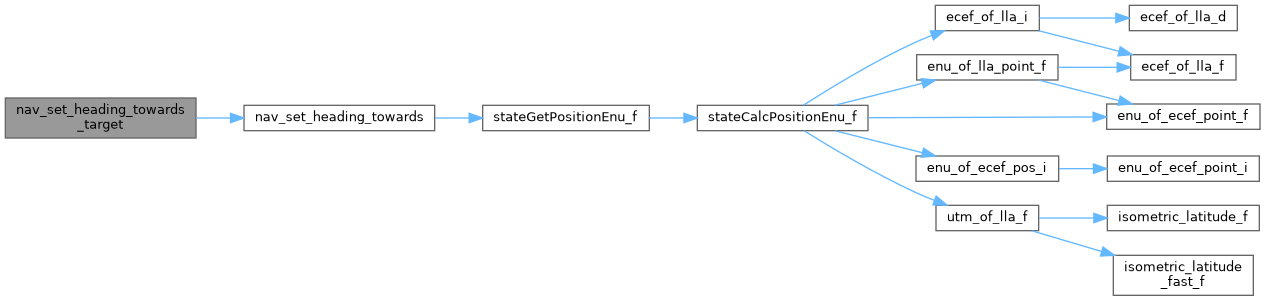 nav_set_heading_towards
_target
nav_set_heading_towards
stateGetPositionEnu_f
stateCalcPositionEnu_f
ecef_of_lla_i
ecef_of_lla_d
enu_of_lla_point_f
ecef_of_lla_f
enu_of_ecef_point_f
enu_of_ecef_pos_i
enu_of_ecef_point_i
utm_of_lla_f
isometric_latitude_f
isometric_latitude
_fast_f